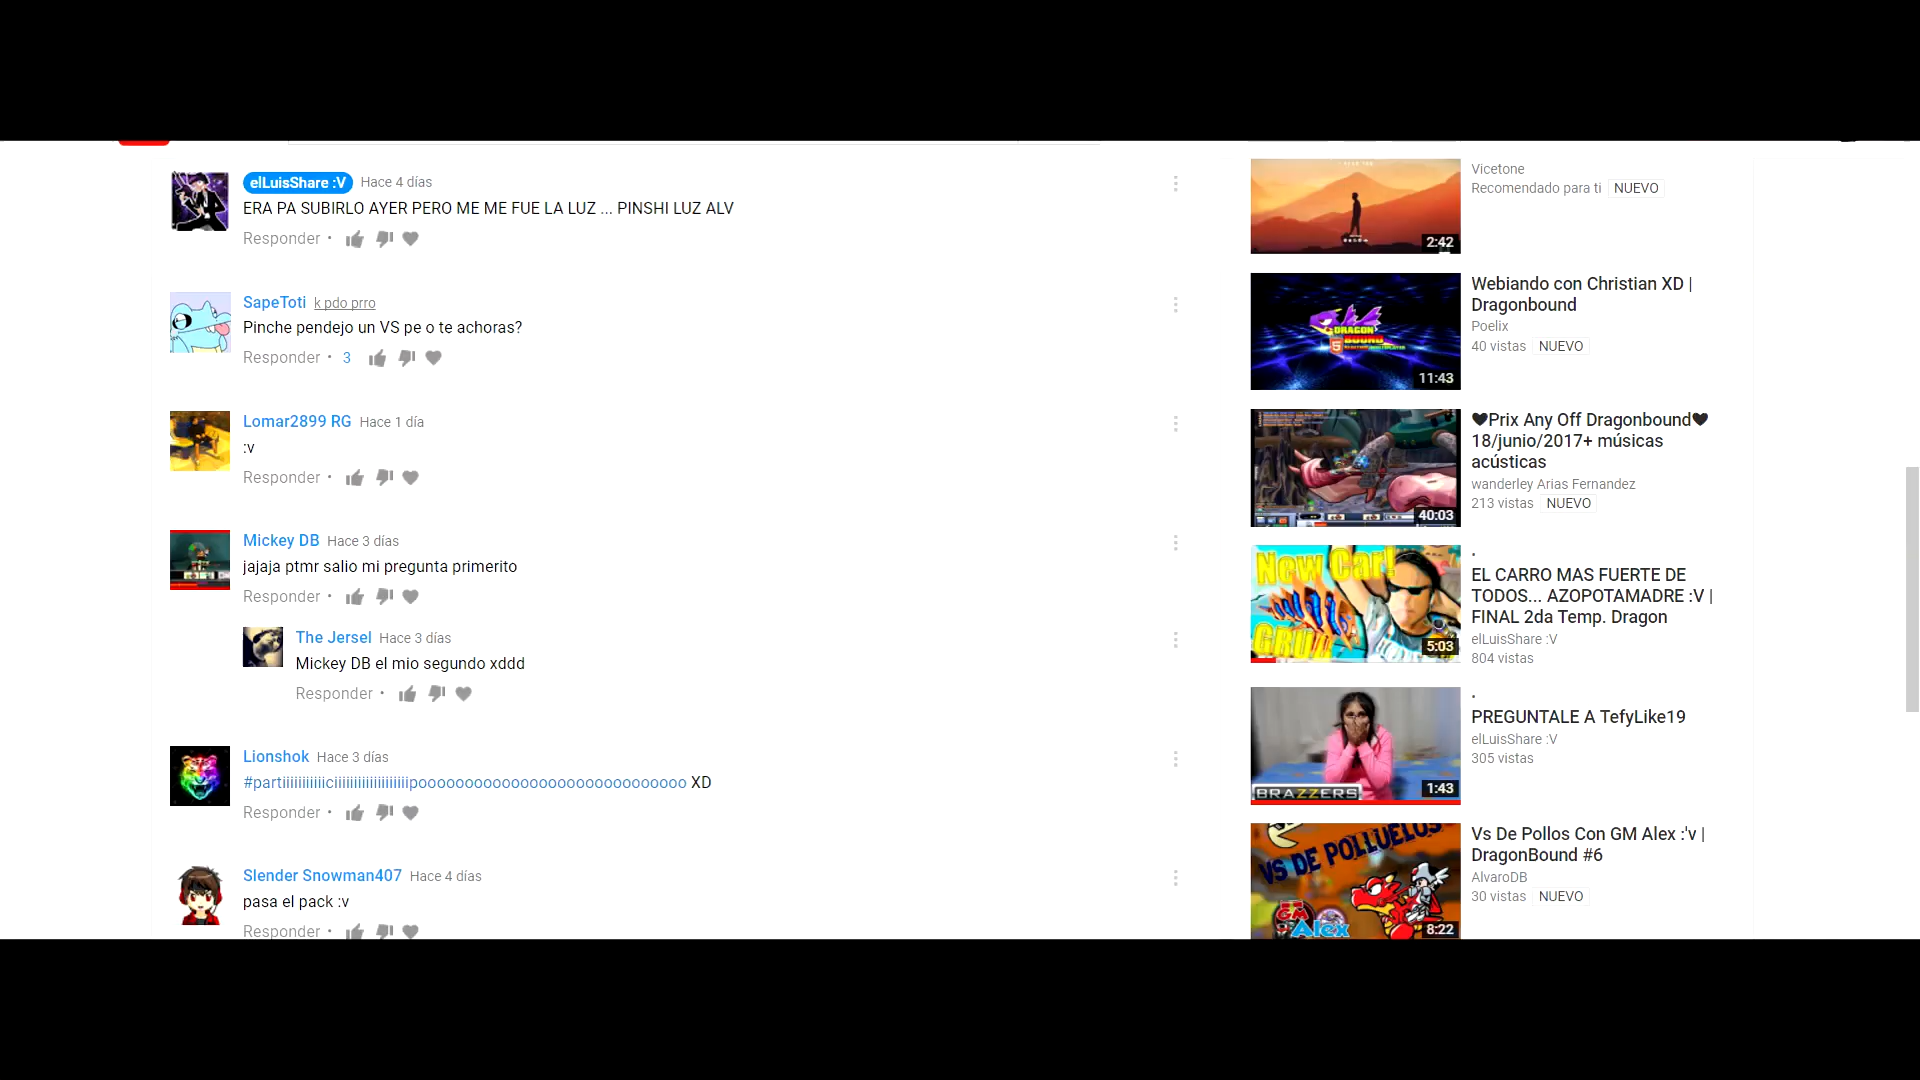 elLuisShare :V Hace 4 días
ERA PA SUBIRLO AYER PERO ME ME FUE LA LUZ ... PINSHI LUZ ALV
Responder •
SapeToti k pdo prro
Pinche pendejo un VS pe o te achoras?
Responder • 3
Lomar2899 RG Hace 1 día
:v
Responder •
Mickey DB Hace 3 días
jajaja ptmr salio mi pregunta primerito
Responder •
The Jersel Hace 3 días
Mickey DB el mio segundo xddd
Responder •
Lionshok Hace 3 días
#partiiiiiiiiiiiciiiiiiiiiiiiiiiiiiipooooooooooooooooooooooooooooo XD
Responder •
Slender Snowman407 Hace 4 días
pasa el pack :v
Responder •
2:42
Vicetone
Recomendado para ti NUEVO
DRAGON
BOUND
11:43
Webiando con Christian XD |
Dragonbound
Poelix
40 vistas NUEVO
40:03
♥Prix Any Off Dragonbound♥
18/junio/2017+ músicas
acústicas
wanderley Arias Fernandez
213 vistas NUEVO
New Car!
GRUN
5:03
.
EL CARRO MAS FUERTE DE
TODOS... AZOPOTAMADRE :V |
FINAL 2da Temp. Dragon
elLuisShare :V
804 vistas
BRAZZERS
1:43
.
PREGUNTALE A TefyLike19
elLuisShare :V
305 vistas
VS DE POLLUELOS
GM
Alex
8:22
Vs De Pollos Con GM Alex :'v |
DragonBound #6
AlvaroDB
30 vistas NUEVO